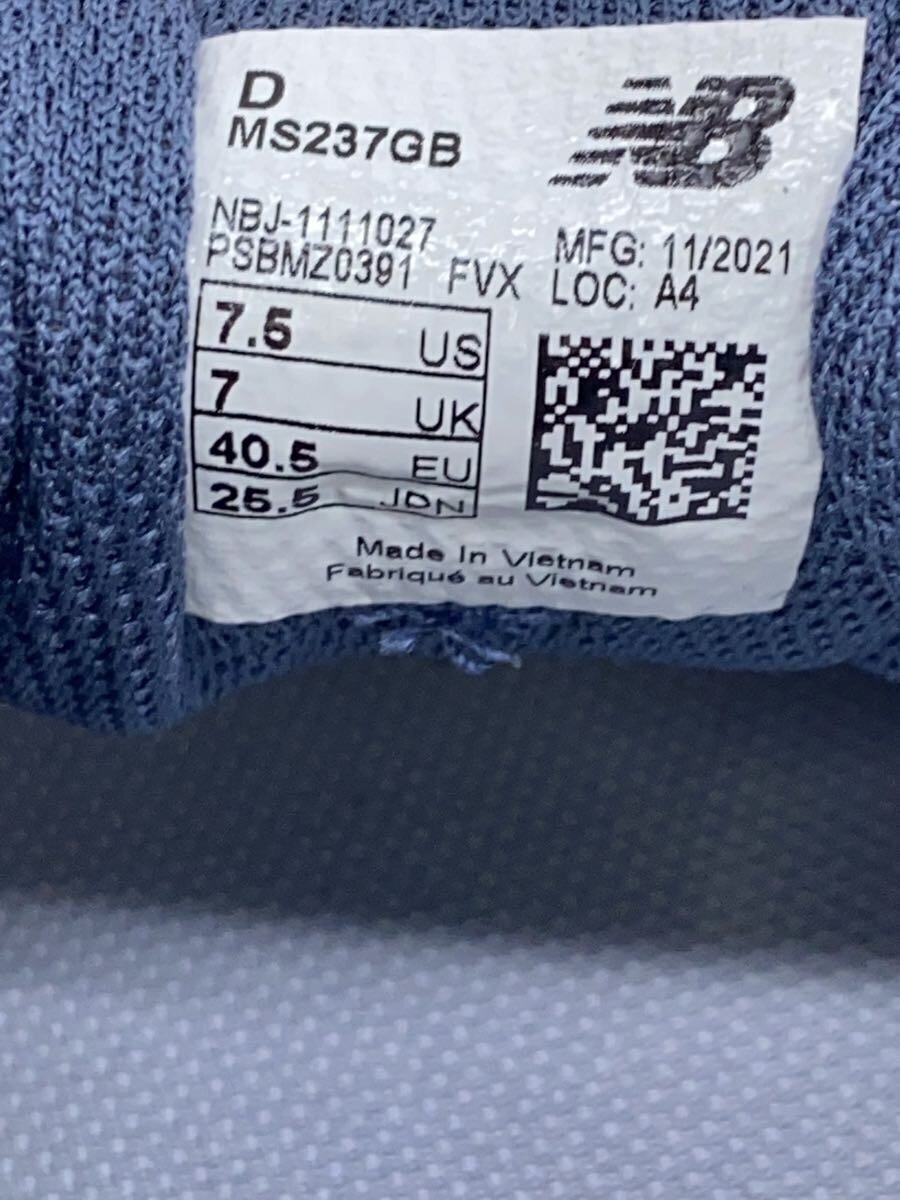 D
MS237GB
NB
NBJ-1111027
PSBMZ0391 FVX
MFG: 11/2021
LOC: A4
7.5 US
7 UK
40.5 EU
25.5 JPN
Made In Vietnam
Fabriqué au Vietnam